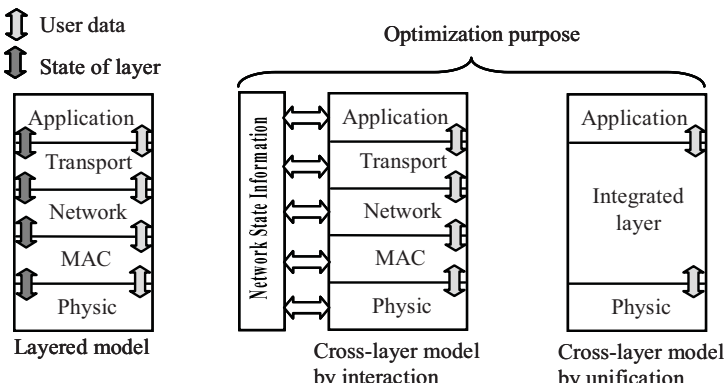 User data
State of layer
Optimization purpose
Application
Transport
Network
MAC
Physic
Layered model
Network State Information
Application
Transport
Network
MAC
Physic
Cross-layer model
by interaction
Application
Integrated
layer
Physic
Cross-layer model
by unification